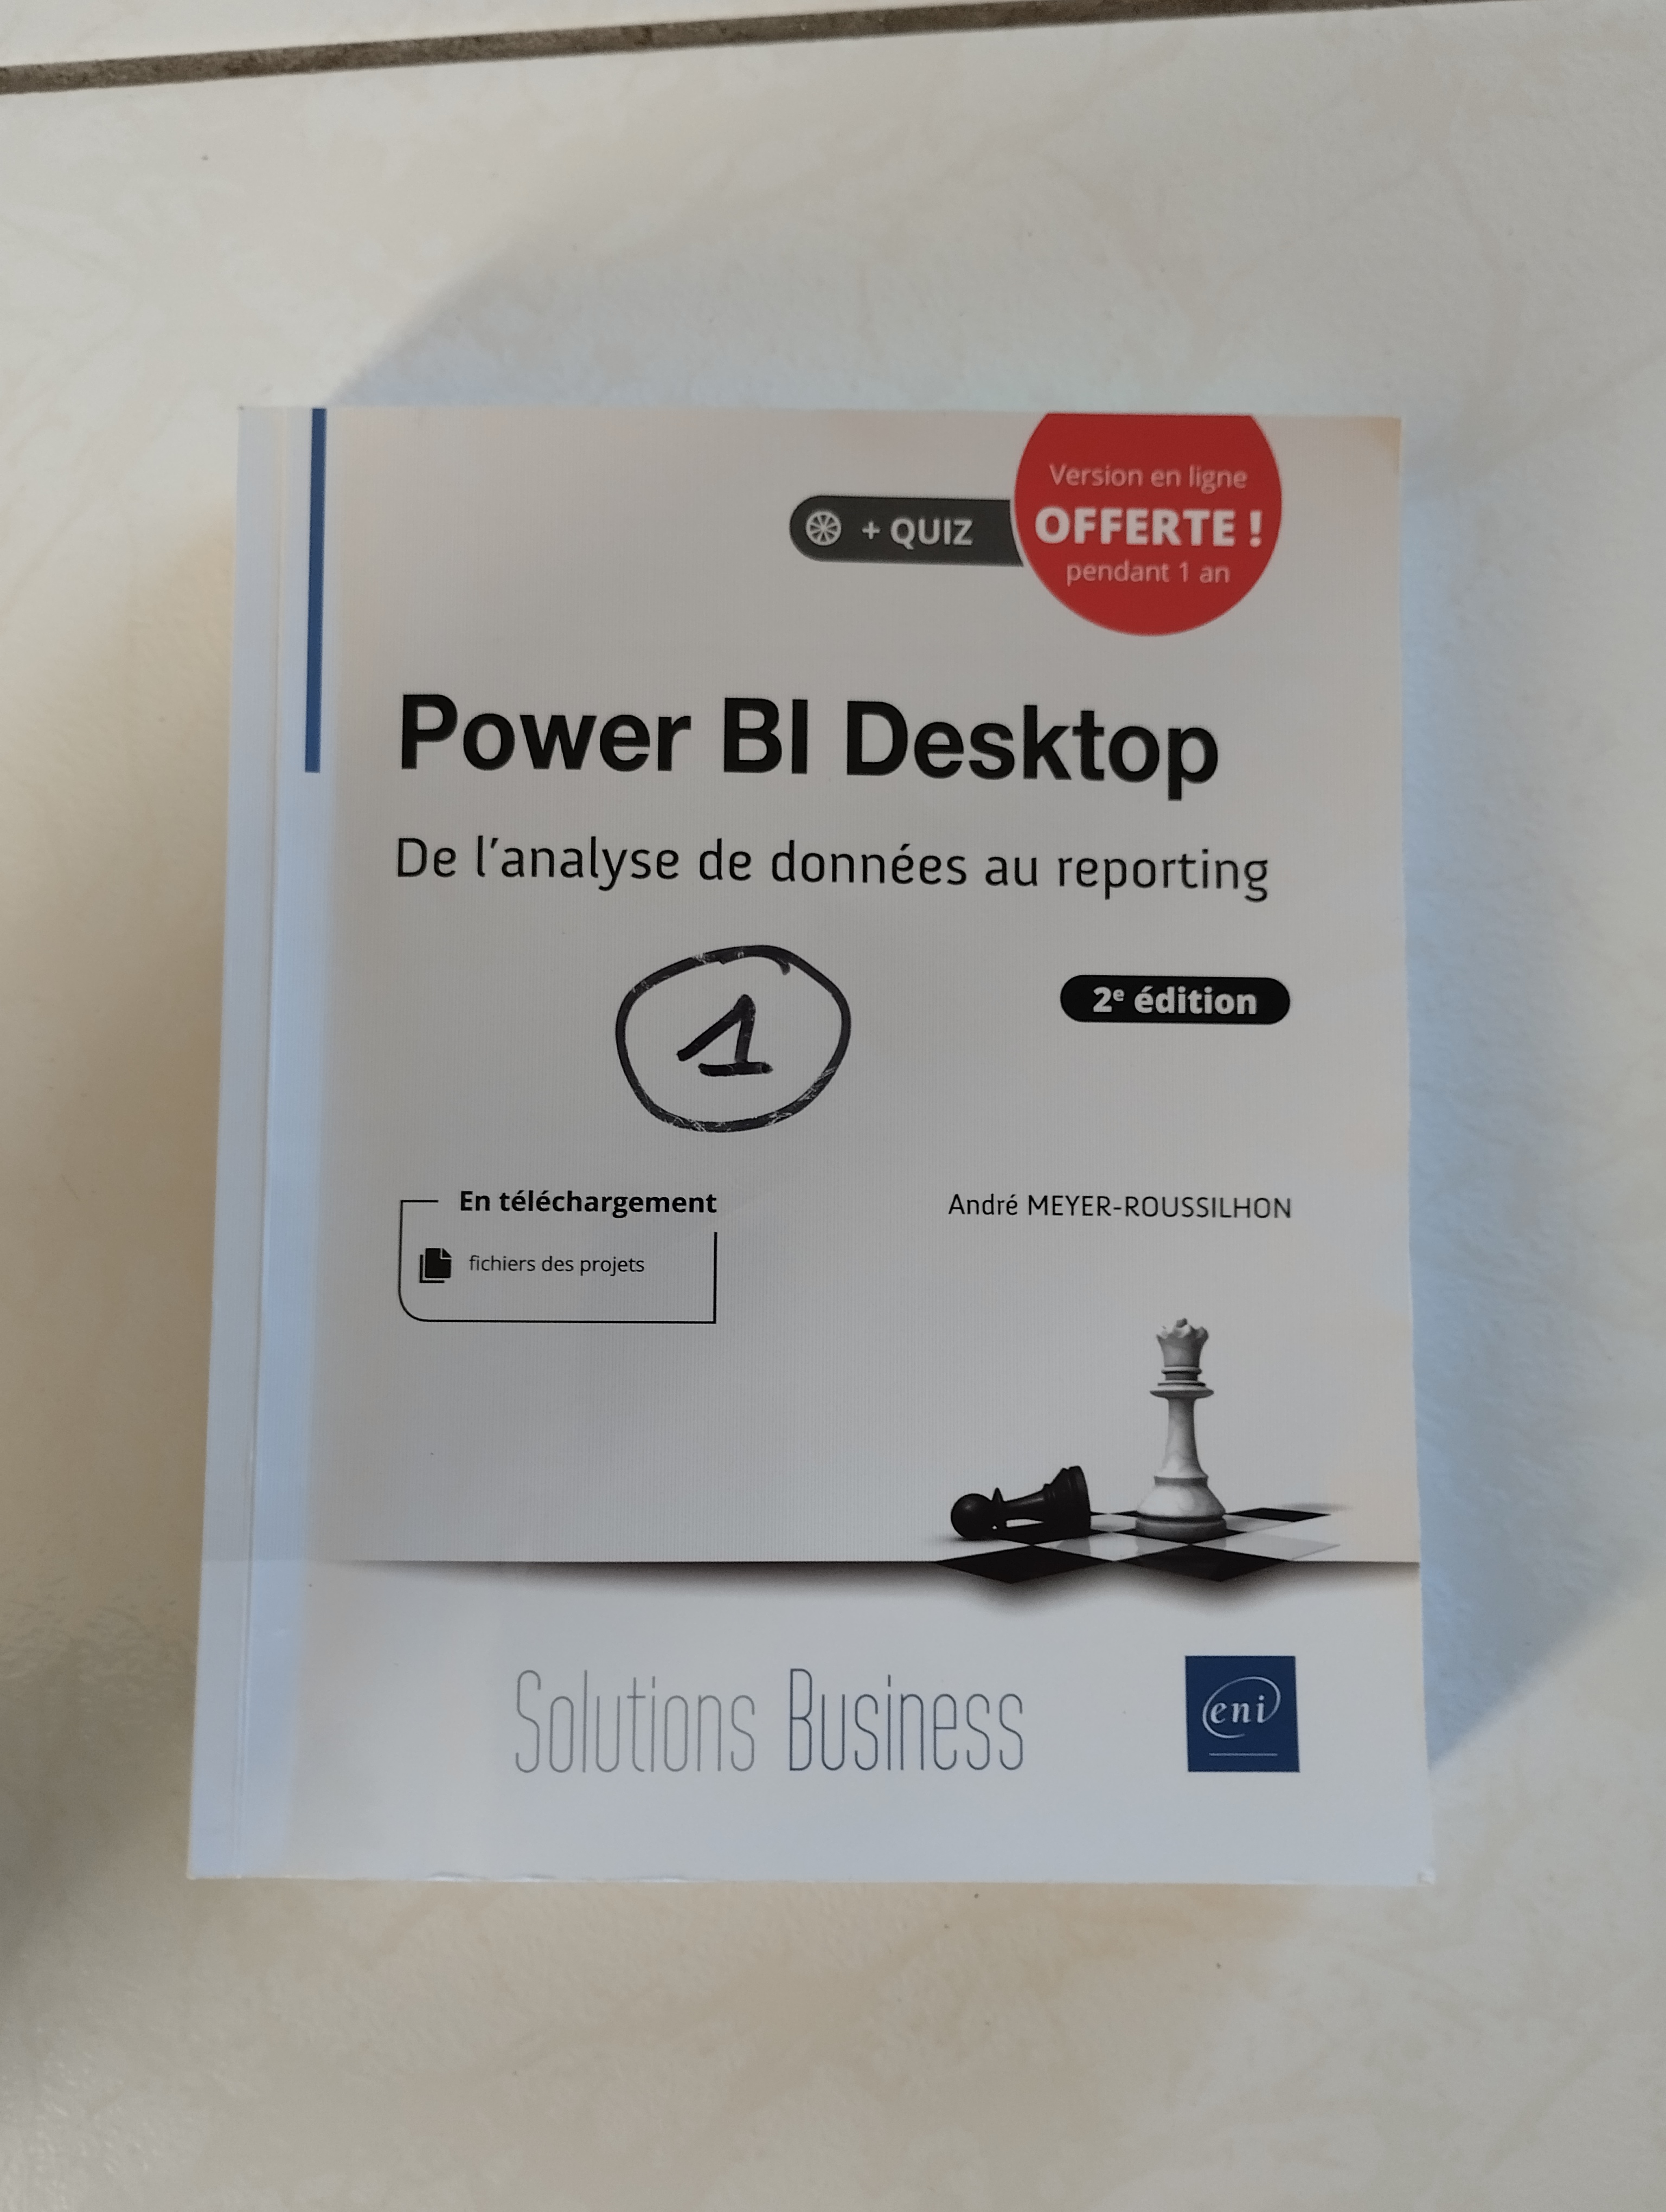 + QUIZ
Version en ligne
OFFERTE !
pendant 1 an
Power BI Desktop
De l'analyse de données au reporting
1
2e édition
En téléchargement
fichiers des projets
André MEYER-ROUSSILHON
Solutions Business
eni